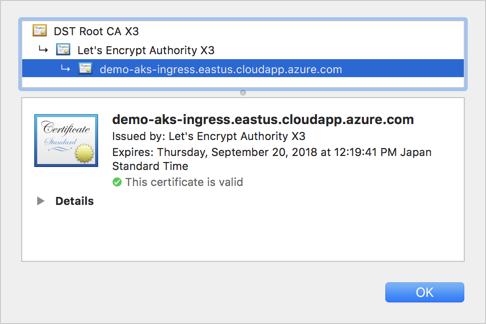 DST Root CA X3
Let's Encrypt Authority X3
demo-aks-ingress.eastus.cloudapp.azure.com
Certificate
Standard
demo-aks-ingress.eastus.cloudapp.azure.com
Issued by: Let's Encrypt Authority X3
Expires: Thursday, September 20, 2018 at 12:19:41 PM Japan
Standard Time
This certificate is valid
Details
OK